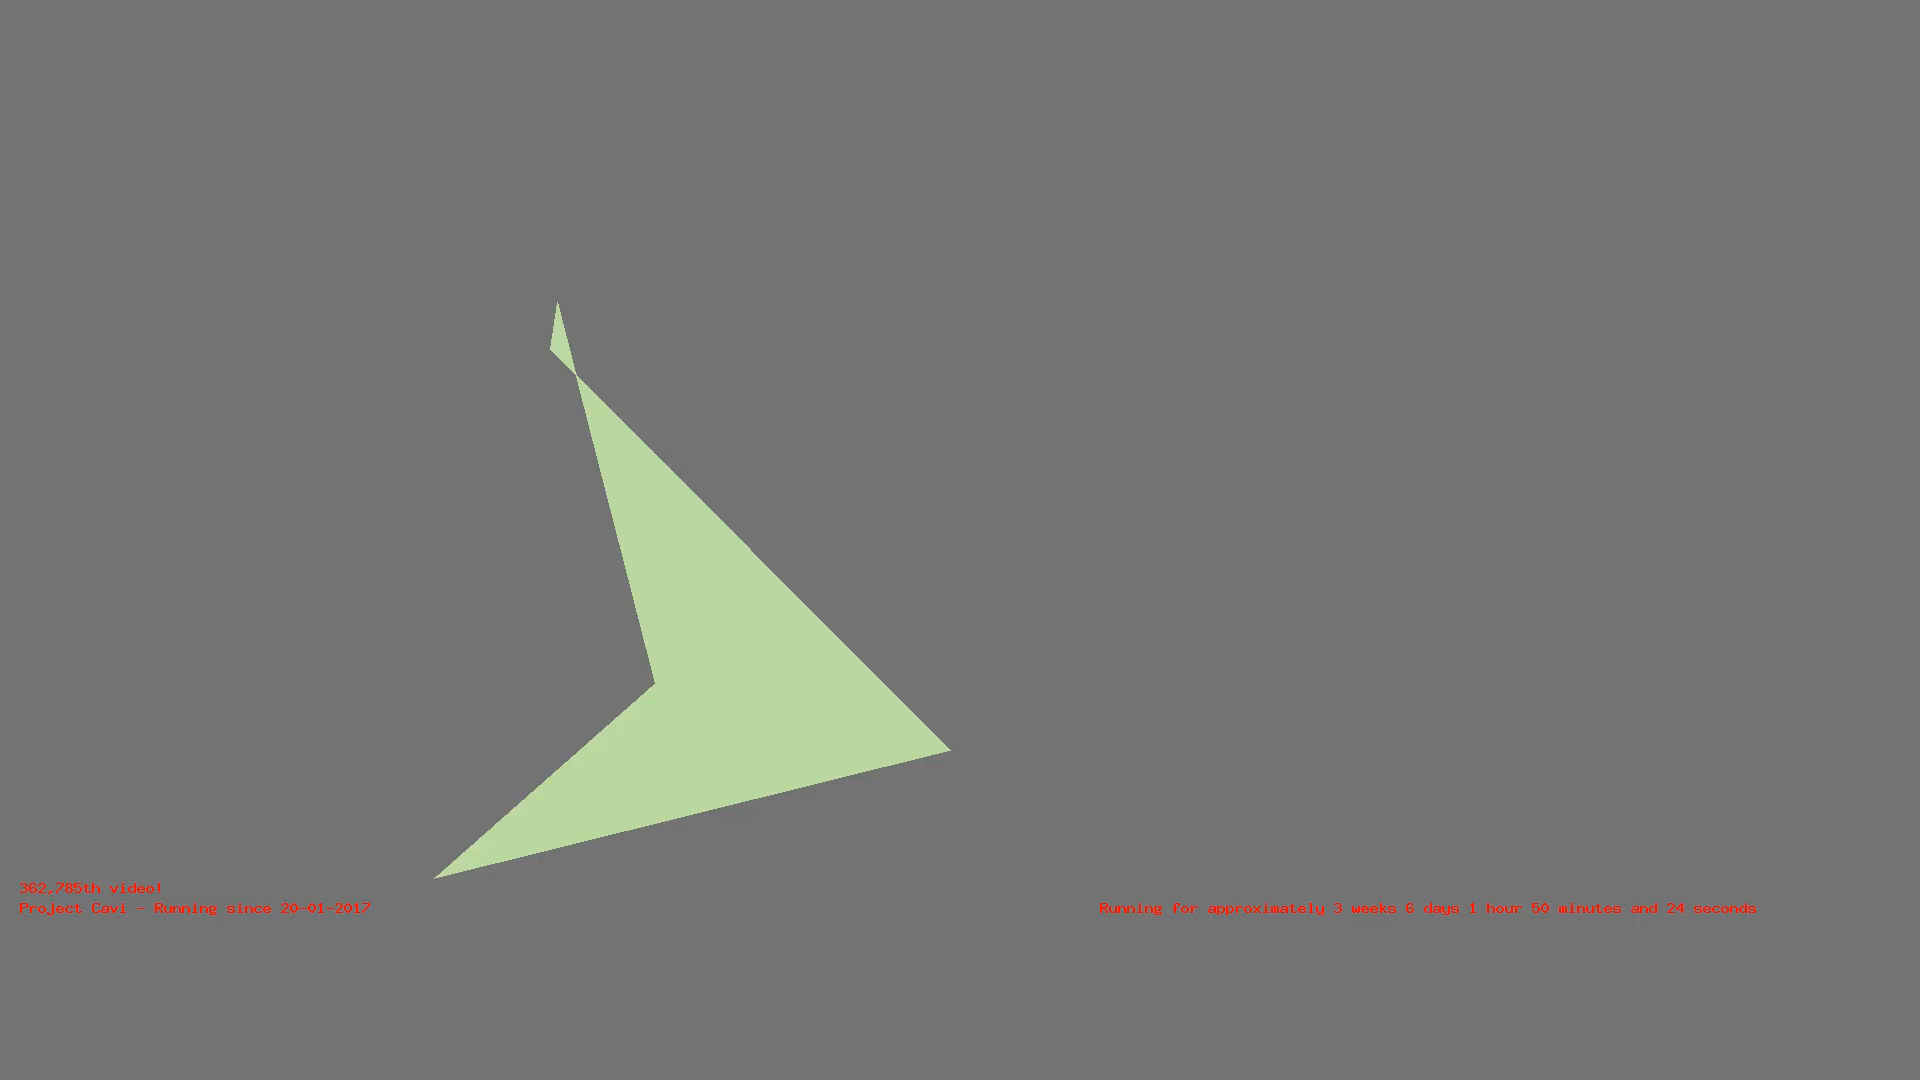 362,785th video!
Project Cavi - Running since 20-01-2017
Running for approximately 3 weeks 6 days 1 hour 50 minutes and 24 seconds